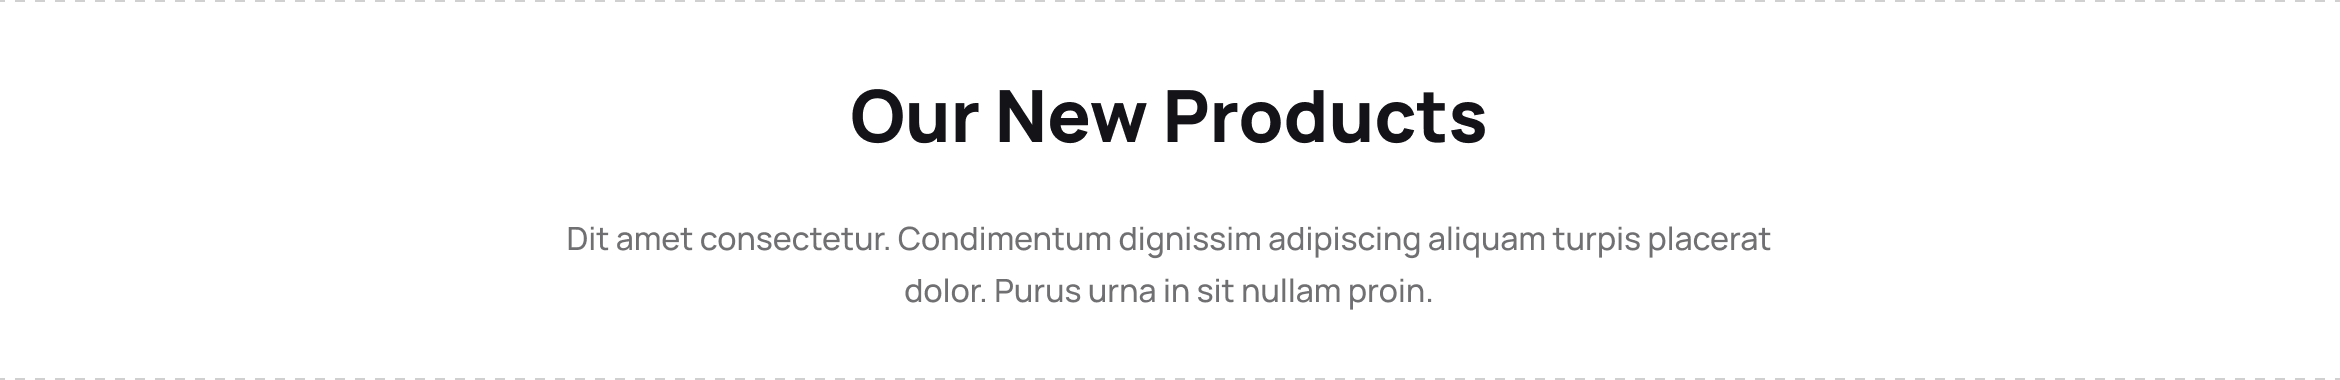 Our New Products
Dit amet consectetur. Condimentum dignissim adipiscing aliquam turpis placerat
dolor. Purus urna in sit nullam proin.